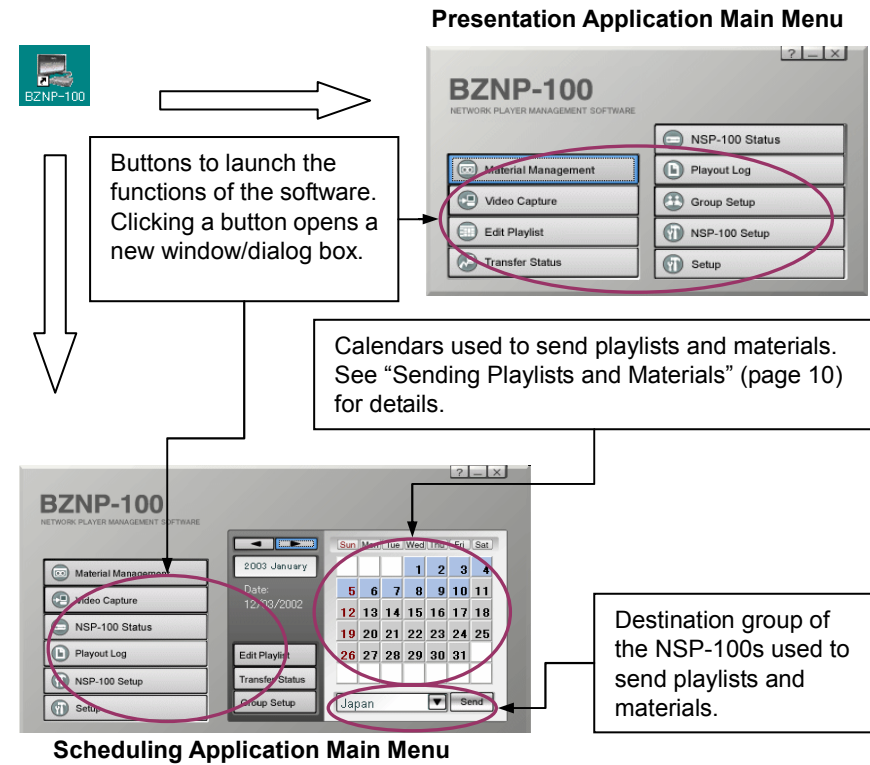 Presentation Application Main Menu
BZNP-100
? _ X
BZNP-100
NETWORK PLAYER MANAGEMENT SOFTWARE
Material Management
Video Capture
Edit Playlist
Transfer Status
NSP-100 Status
Playout Log
Group Setup
NSP-100 Setup
Setup
Buttons to launch the
functions of the software.
Clicking a button opens a
new window/dialog box.
Calendars used to send playlists and materials.
See “Sending Playlists and Materials” (page 10)
for details.
? _ X
BZNP-100
NETWORK PLAYER MANAGEMENT SOFTWARE
Material Management
Video Capture
NSP-100 Status
Playout Log
NSP-100 Setup
Setup
2003 January
Date:
12/03/2002
Edit Playlist
Transfer Status
Group Setup
Sun Mon Tue Wed Thu Fri Sat
1 2 3 4
5 6 7 8 9 10 11
12 13 14 15 16 17 18
19 20 21 22 23 24 25
26 27 28 29 30 31
Japan Send
Destination group of
the NSP-100s used to
send playlists and
materials.
Scheduling Application Main Menu